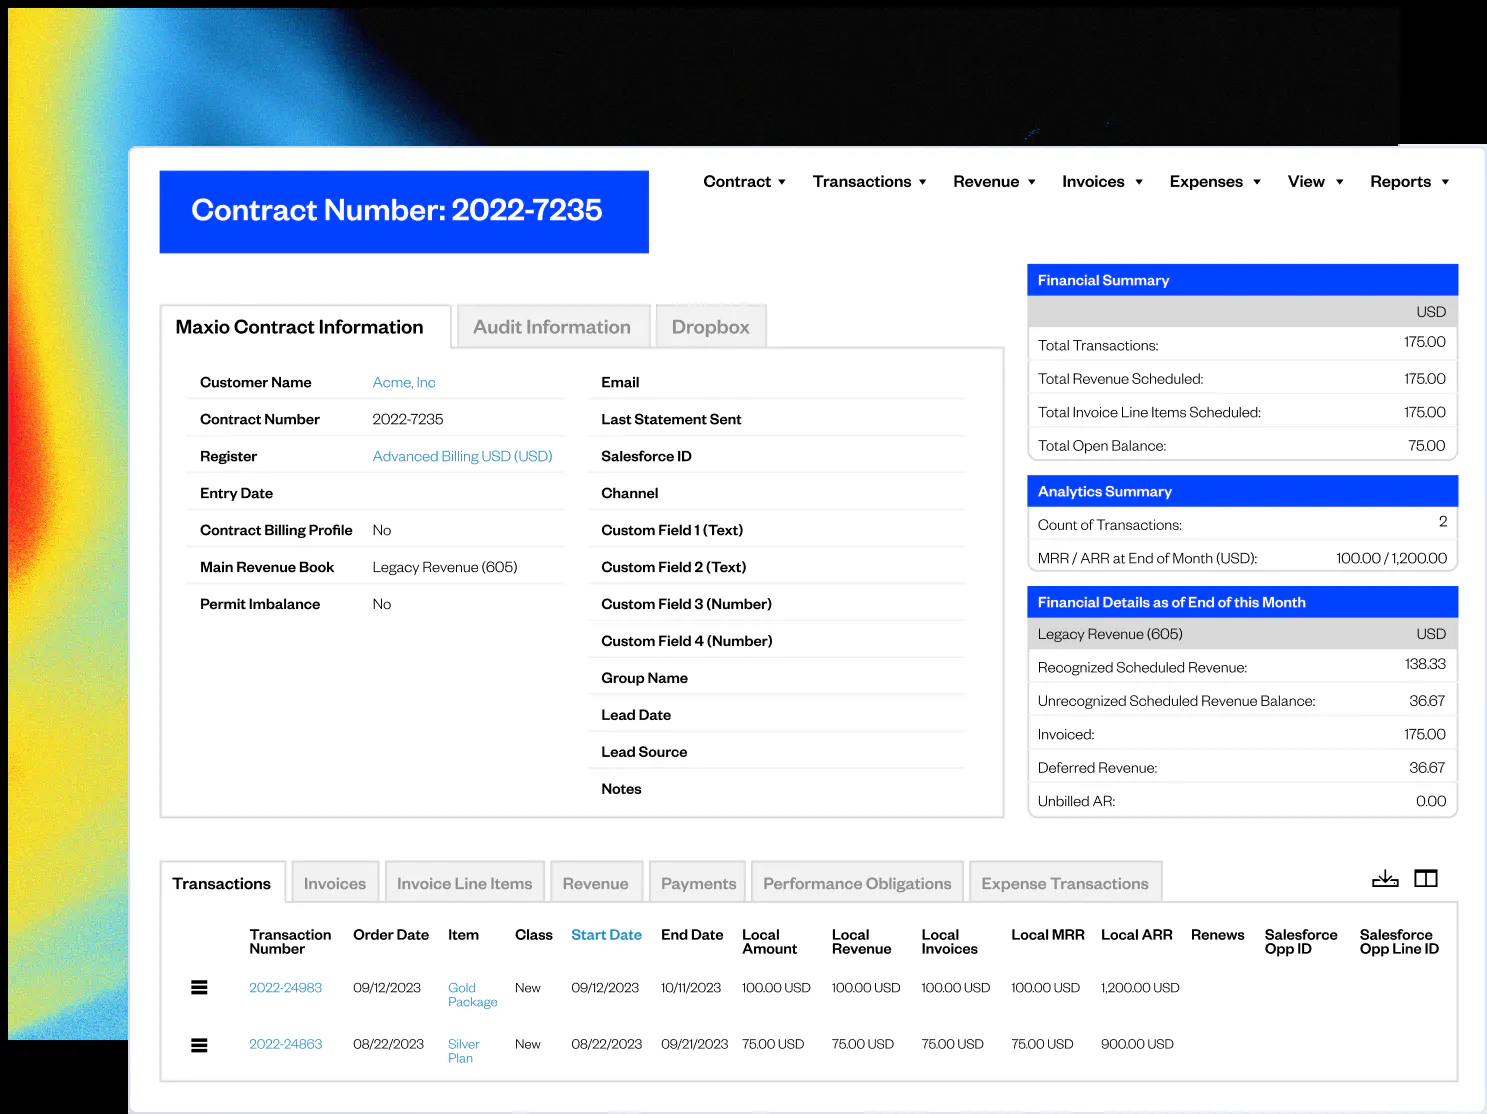 Contract Number: 2022-7235
Contract Transactions Revenue Invoices Expenses View Reports
Maxio Contract Information Audit Information Dropbox
Customer Name Acme, Inc
Contract Number 2022-7235
Register Advanced Billing USD (USD)
Entry Date
Contract Billing Profile No
Main Revenue Book Legacy Revenue (605)
Permit Imbalance No
Email
Last Statement Sent
Salesforce ID
Channel
Custom Field 1 (Text)
Custom Field 2 (Text)
Custom Field 3 (Number)
Custom Field 4 (Number)
Group Name
Lead Date
Lead Source
Notes
Financial Summary
USD
Total Transactions: 175.00
Total Revenue Scheduled: 175.00
Total Invoice Line Items Scheduled: 175.00
Total Open Balance: 75.00
Analytics Summary
Count of Transactions: 2
MRR / ARR at End of Month (USD): 100.00 / 1,200.00
Financial Details as of End of this Month
Legacy Revenue (605) USD
Recognized Scheduled Revenue: 138.33
Unrecognized Scheduled Revenue Balance: 36.67
Invoiced: 175.00
Deferred Revenue: 36.67
Unbilled AR: 0.00
Transactions Invoices Invoice Line Items Revenue Payments Performance Obligations Expense Transactions
Transaction Order Date Item Class Start Date End Date Local Local Local Local MRR Local ARR Renews Salesforce Salesforce
Number Amount Revenue Invoices Opp ID Opp Line ID
2022-24983 09/12/2023 Gold New 09/12/2023 10/11/2023 100.00 USD 100.00 USD 100.00 USD 100.00 USD 1,200.00 USD
Package
2022-24863 08/22/2023 Silver New 08/22/2023 09/21/2023 75.00 USD 75.00 USD 75.00 USD 75.00 USD 900.00 USD
Plan